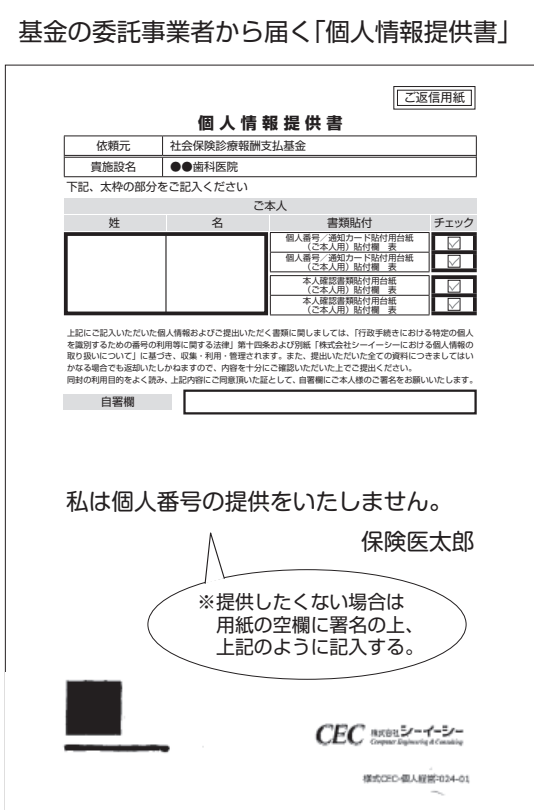 基金の委託事業者から届く「個人情報提供書」
ご返信用紙
個人情報提供書
依頼元 社会保険診療報酬支払基金
貴施設名 ●●歯科医院
下記、太枠の部分をご記入ください
ご本人
姓 名 書類貼付 チェック
個人番号／通知カード貼付用台紙
（ご本人用）貼付欄 表
個人番号／通知カード貼付用台紙
（ご本人用）貼付欄 表
本人確認書類貼付用台紙
（ご本人用）貼付欄 表
本人確認書類貼付用台紙
（ご本人用）貼付欄 表
上記にご記入いただいた個人情報およびご提出いただく書類に関しましては、「行政手続きにおける特定の個人
を識別するための番号の利用等に関する法律」第十四条および別紙「株式会社シーイーシーにおける個人情報の
取り扱いについて」に基づき、収集・利用・管理されます。また、提出いただいた全ての資料につきましてはい
かなる場合でも返却いたしかねますので、内容を十分にご確認いただいた上でご提出ください。
同封の利用目的をよく読み、上記内容にご同意頂いた証として、自署欄にご本人様のご署名をお願いいたします。
自署欄
私は個人番号の提供をいたしません。
保険医太郎
※提供したくない場合は
用紙の空欄に署名の上、
上記のように記入する。
CEC 株式会社シーイーシー
Computer Engineering & Consulting
様式CEC-個人経営-024-01